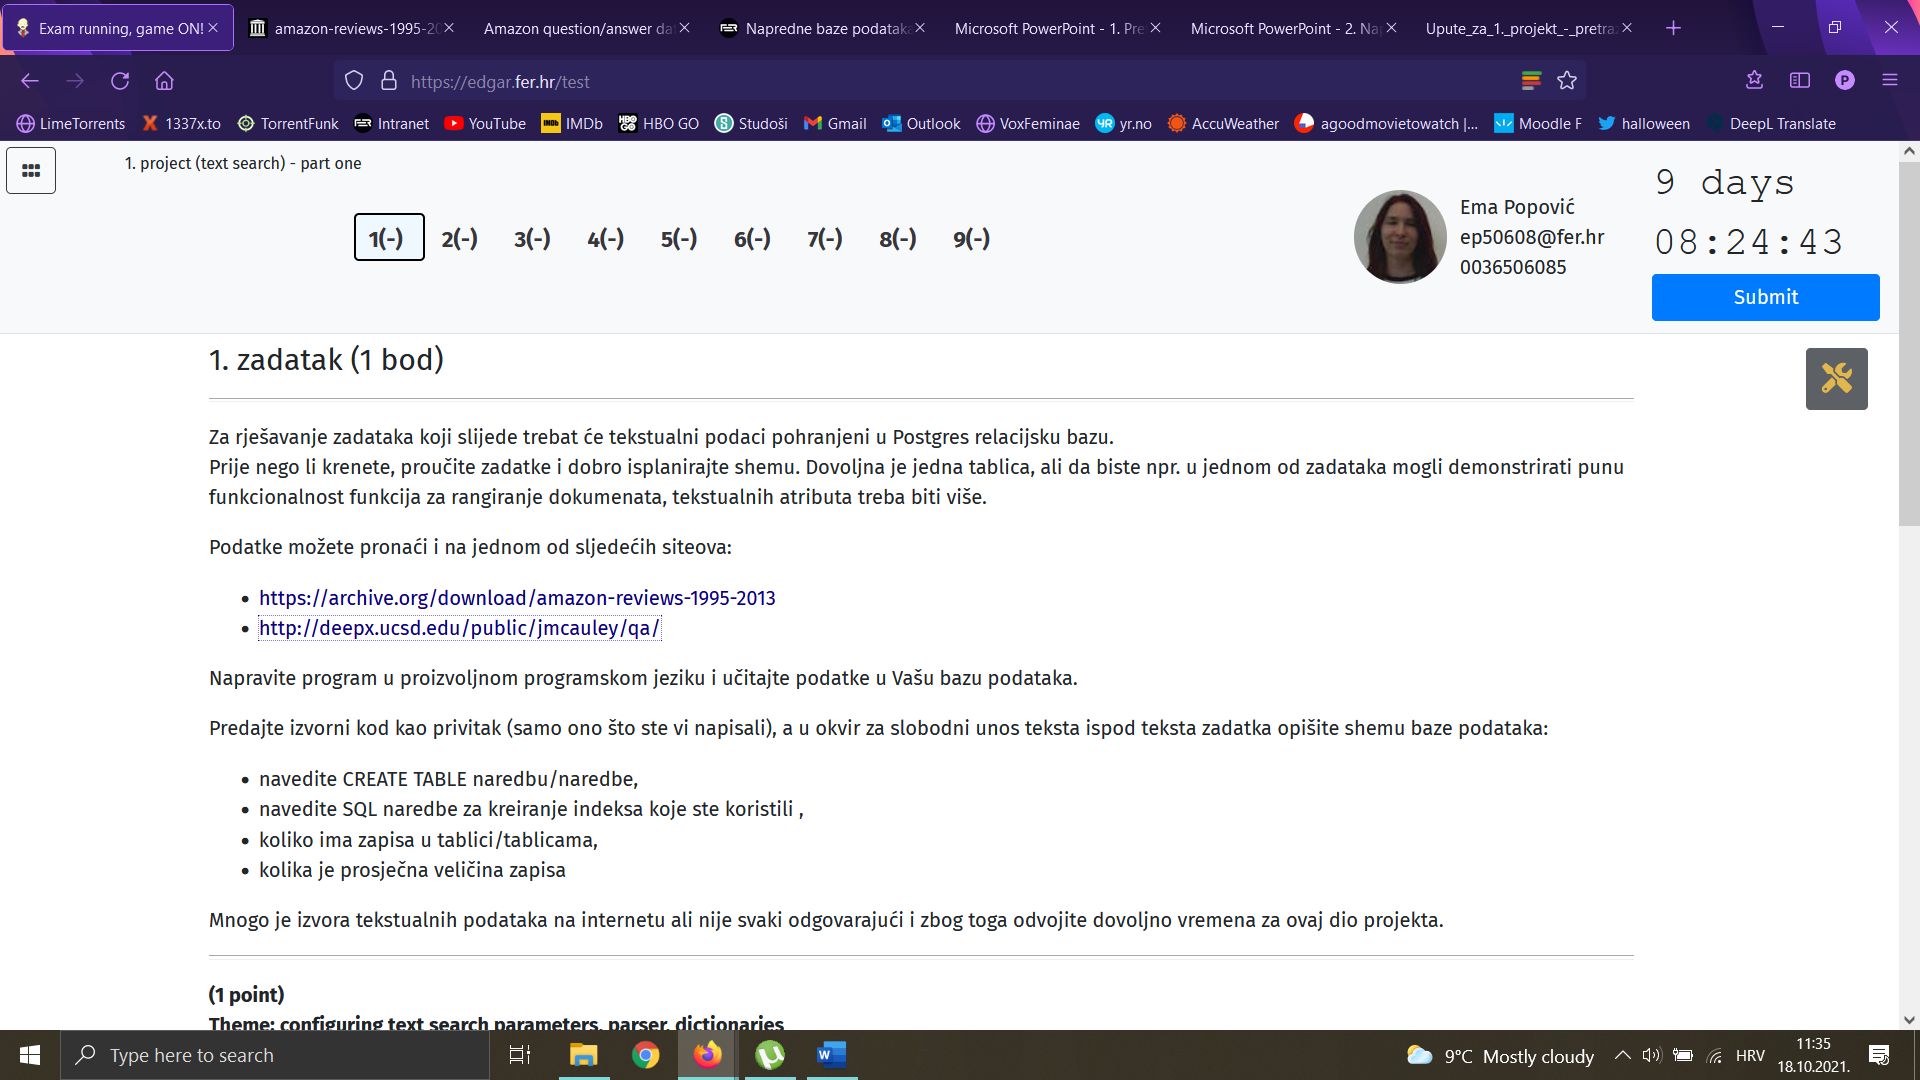 Exam running, game ON!
amazon-reviews-1995-20
Amazon question/answer da
Napredne baze podataka
Microsoft PowerPoint - 1. Pre
Microsoft PowerPoint - 2. Nap
Upute_za_1._projekt_-_pretraz
https://edgar.fer.hr/test
LimeTorrents
1337x.to
TorrentFunk
Intranet
YouTube
IMDb
HBO GO
Studoši
Gmail
Outlook
VoxFeminae
yr.no
AccuWeather
agoodmovietowatch |...
Moodle F
halloween
DeepL Translate
1. project (text search) - part one
9 days
08:24:43
1(-) 2(-) 3(-) 4(-) 5(-) 6(-) 7(-) 8(-) 9(-)
Ema Popović
ep50608@fer.hr
0036506085
Submit
1. zadatak (1 bod)
Za rješavanje zadataka koji slijede trebat će tekstualni podaci pohranjeni u Postgres relacijsku bazu.
Prije nego li krenete, proučite zadatke i dobro isplanirajte shemu. Dovoljna je jedna tablica, ali da biste npr. u jednom od zadataka mogli demonstrirati punu
funkcionalnost funkcija za rangiranje dokumenata, tekstualnih atributa treba biti više.
Podatke možete pronaći i na jednom od sljedećih siteova:
• https://archive.org/download/amazon-reviews-1995-2013
• http://deepx.ucsd.edu/public/jmcauley/qa/
Napravite program u proizvoljnom programskom jeziku i učitajte podatke u Vašu bazu podataka.
Predajte izvorni kod kao privitak (samo ono što ste vi napisali), a u okvir za slobodni unos teksta ispod teksta zadatka opišite shemu baze podataka:
• navedite CREATE TABLE naredbu/naredbe,
• navedite SQL naredbe za kreiranje indeksa koje ste koristili ,
• koliko ima zapisa u tablici/tablicama,
• kolika je prosječna veličina zapisa
Mnogo je izvora tekstualnih podataka na internetu ali nije svaki odgovarajući i zbog toga odvojite dovoljno vremena za ovaj dio projekta.
(1 point)
Theme: configuring text search parameters, parser, dictionaries
Type here to search
9°C Mostly cloudy
HRV
11:35
18.10.2021.